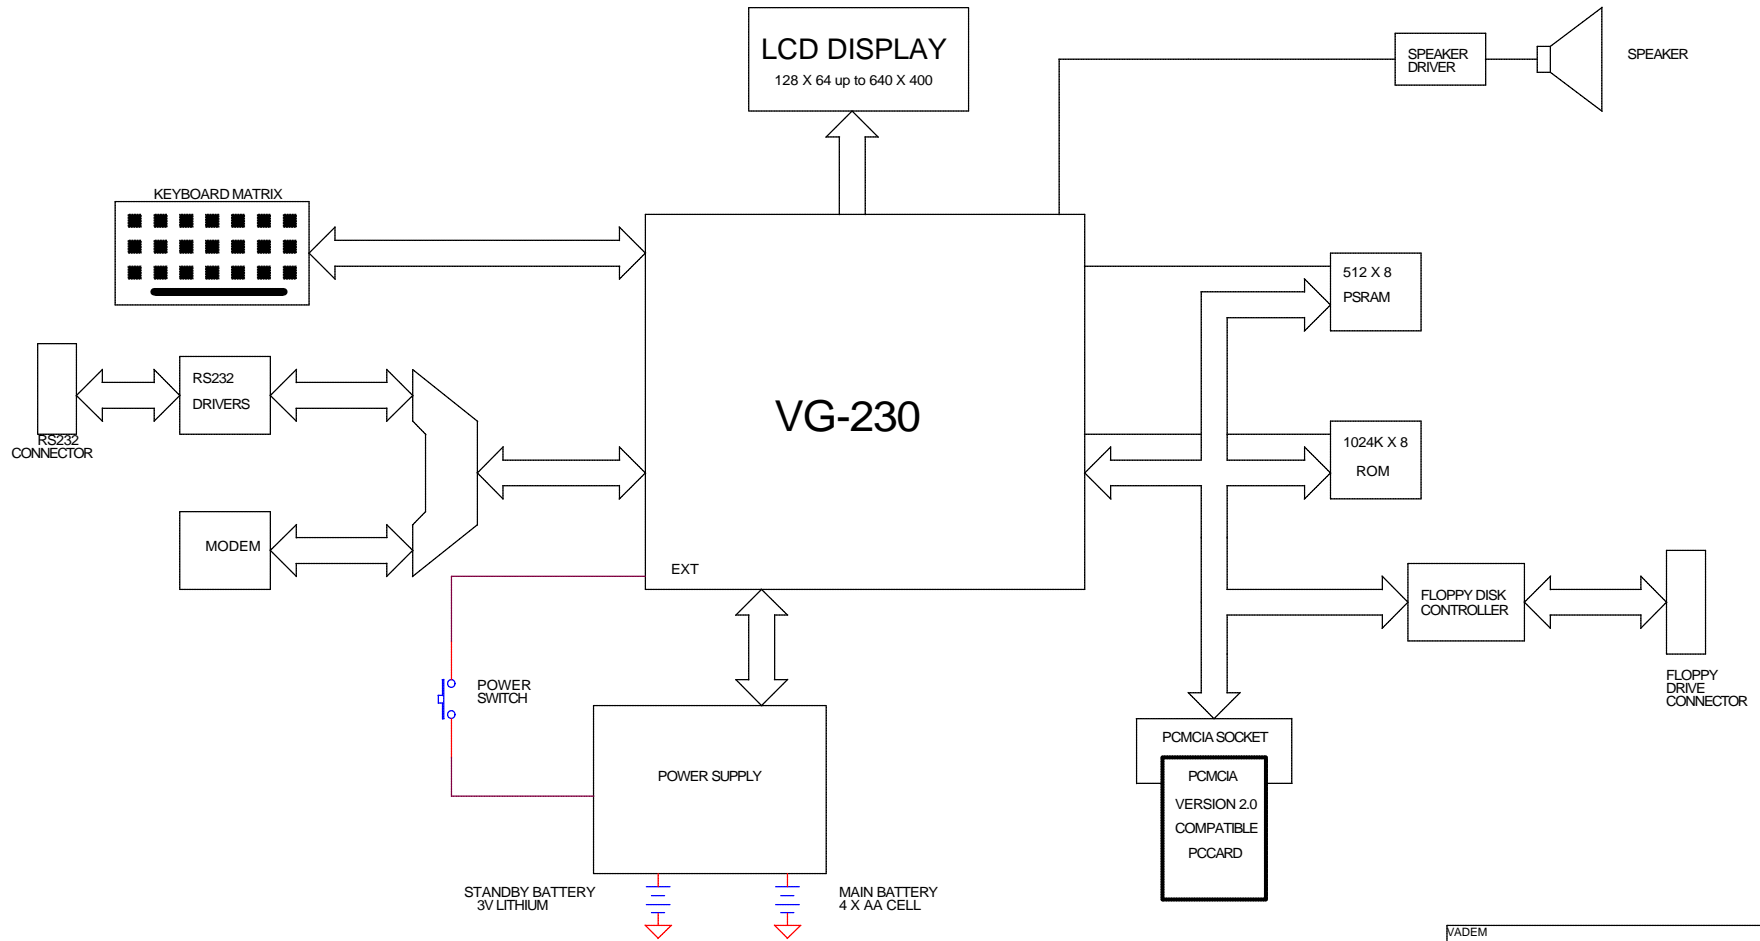 LCD DISPLAY
128 X 64 up to 640 X 400
SPEAKER
DRIVER
SPEAKER
KEYBOARD MATRIX
512 X 8
PSRAM
RS232
DRIVERS
RS232
CONNECTOR
VG-230
1024K X 8
ROM
MODEM
EXT
FLOPPY DISK
CONTROLLER
FLOPPY
DRIVE
CONNECTOR
POWER
SWITCH
POWER SUPPLY
PCMCIA SOCKET
PCMCIA
VERSION 2.0
COMPATIBLE
PCCARD
STANDBY BATTERY
3V LITHIUM
MAIN BATTERY
4 X AA CELL
VADEM